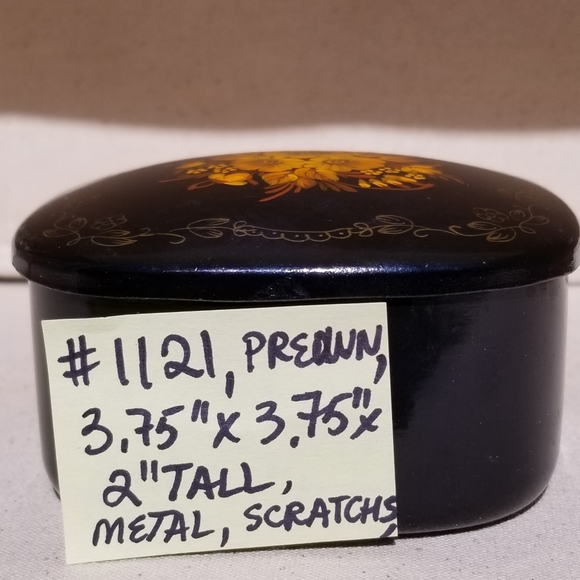 #1121, PREOWN,
3.75" x 3.75" x
2" TALL,
METAL, SCRATCHS,